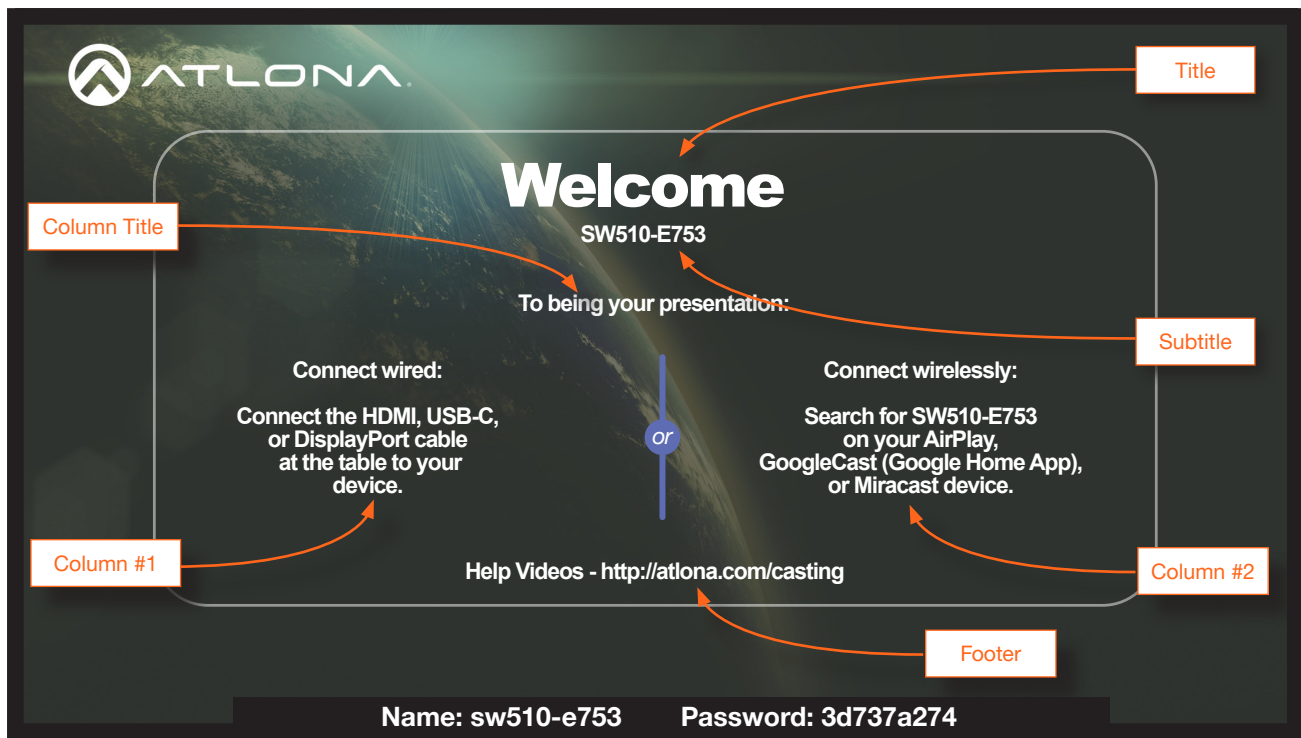 ATLONA.
Title
Welcome
Column Title
SW510-E753
To being your presentation:
Subtitle
Connect wired:
Connect the HDMI, USB-C,
or DisplayPort cable
at the table to your
device.
or
Connect wirelessly:
Search for SW510-E753
on your AirPlay,
GoogleCast (Google Home App),
or Miracast device.
Column #1
Column #2
Help Videos - http://atlona.com/casting
Footer
Name: sw510-e753 Password: 3d737a274